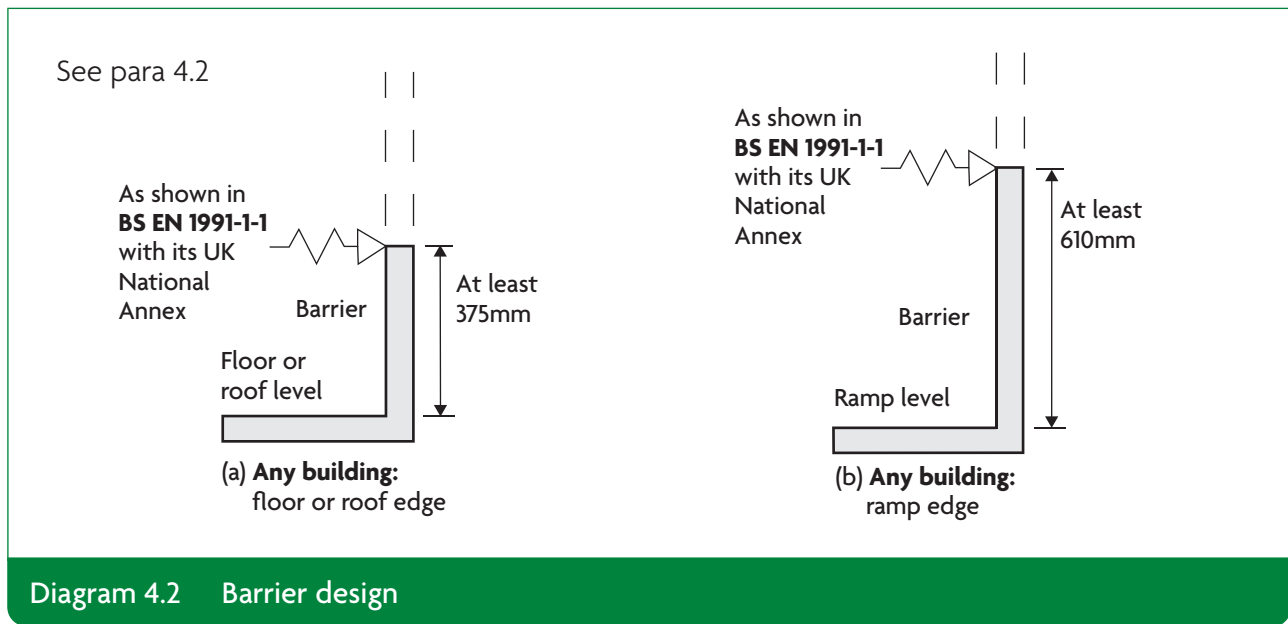 See para 4.2
As shown in
BS EN 1991-1-1
with its UK
National
Annex
Barrier
At least
375mm
Floor or
roof level
(a) Any building:
floor or roof edge
As shown in
BS EN 1991-1-1
with its UK
National
Annex
Barrier
At least
610mm
Ramp level
(b) Any building:
ramp edge
Diagram 4.2 Barrier design